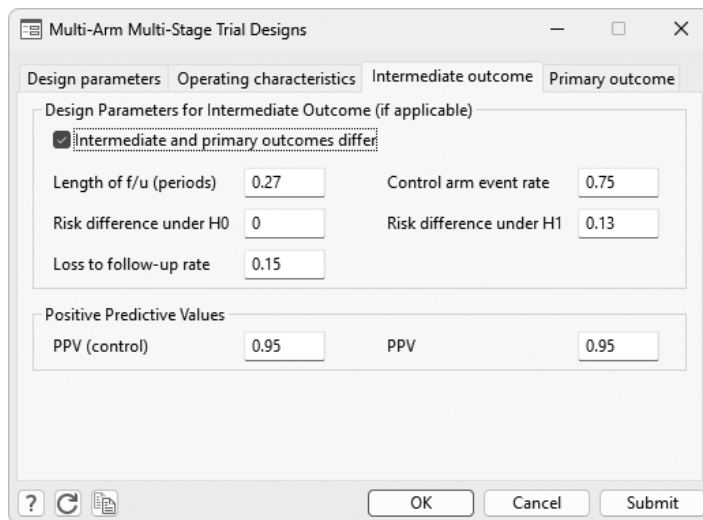 Multi-Arm Multi-Stage Trial Designs
Design parameters Operating characteristics Intermediate outcome Primary outcome
Design Parameters for Intermediate Outcome (if applicable)
Intermediate and primary outcomes differ
Length of f/u (periods) 0.27 Control arm event rate 0.75
Risk difference under H0 0 Risk difference under H1 0.13
Loss to follow-up rate 0.15
Positive Predictive Values
PPV (control) 0.95 PPV 0.95
? OK Cancel Submit